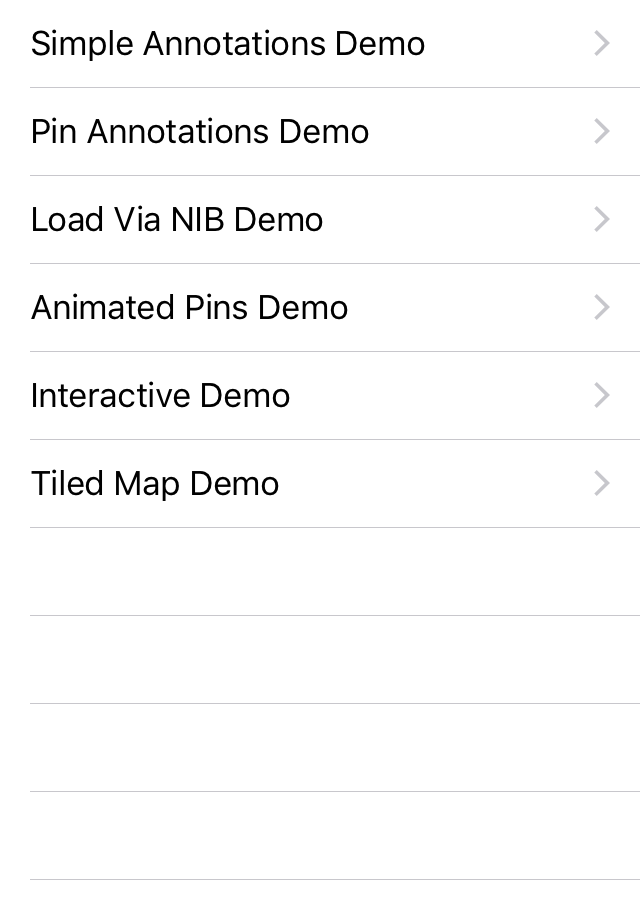 Simple Annotations Demo
Pin Annotations Demo
Load Via NIB Demo
Animated Pins Demo
Interactive Demo
Tiled Map Demo